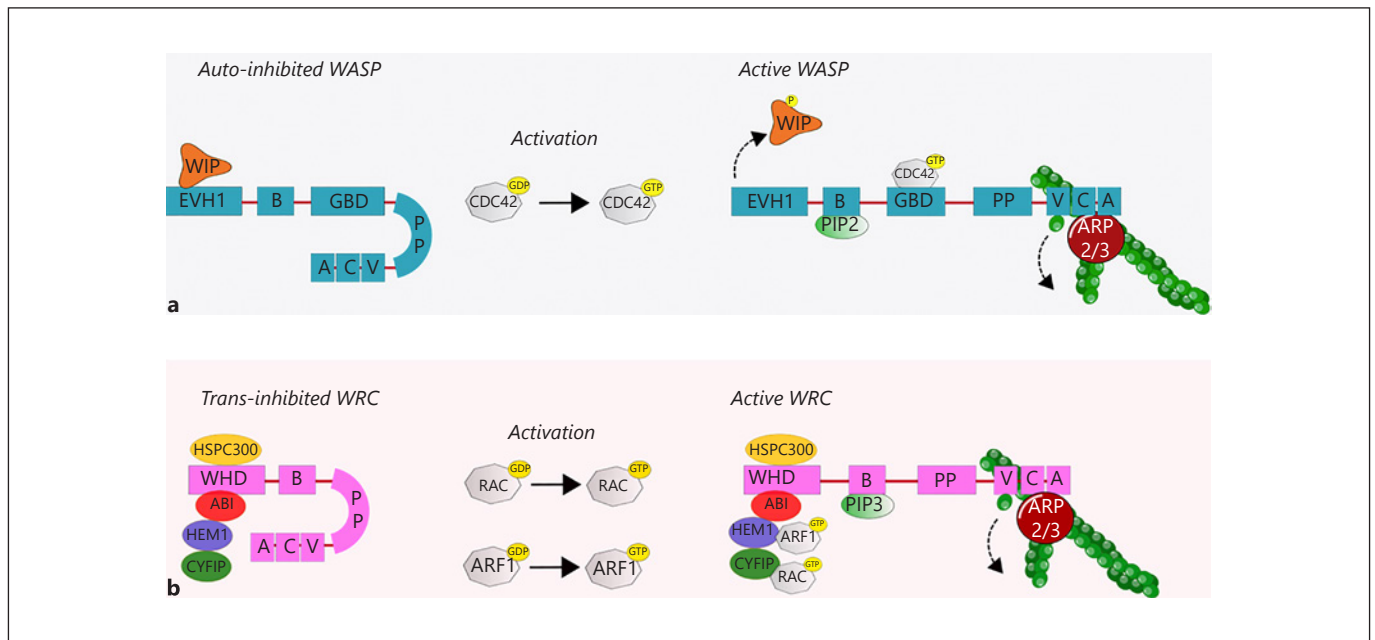 Auto-inhibited WASP
WIP
EVH1 B GBD
P
P
A C V
Activation
GDP
CDC42
GTP
CDC42
Active WASP
P
WIP
GTP
CDC42
EVH1 B GBD PP V C A
PIP2
ARP
2/3
a
Trans-inhibited WRC
HSPC300
WHD B
ABI
P
P
HEM1
A C V
CYFIP
Activation
GDP
RAC
GTP
RAC
GDP
ARF1
GTP
ARF1
Active WRC
HSPC300
WHD B PP V C A
ABI
PIP3
HEM1
GTP
ARF1
CYFIP
GTP
RAC
ARP
2/3
b